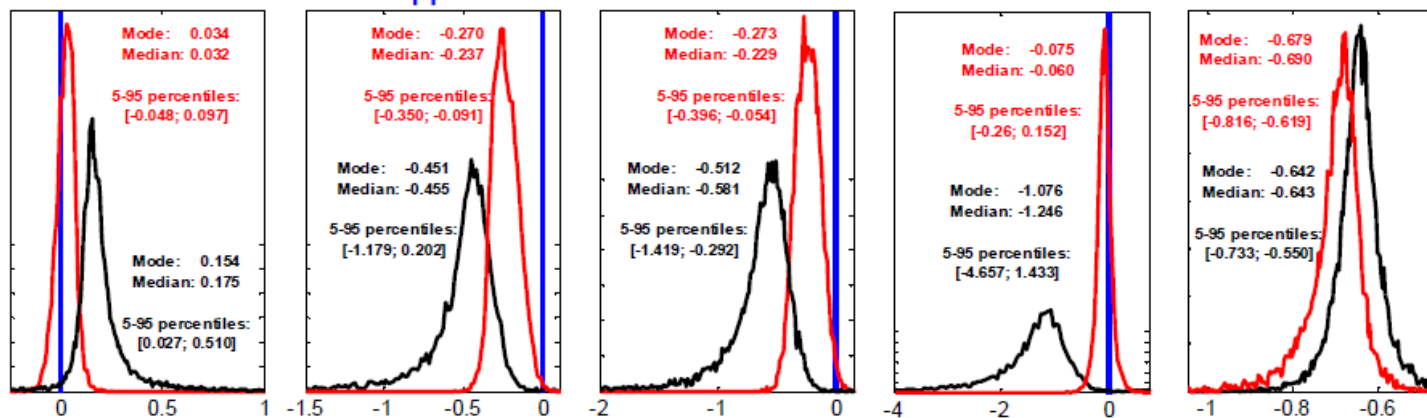 Mode: 0.034
Median: 0.032
5-95 percentiles:
[-0.048; 0.097]
Mode: 0.154
Median: 0.175
5-95 percentiles:
[0.027; 0.510]
0 0.5 1
Mode: -0.270
Median: -0.237
5-95 percentiles:
[-0.350; -0.091]
Mode: -0.451
Median: -0.455
5-95 percentiles:
[-1.179; 0.202]
-1.5 -1 -0.5 0
Mode: -0.273
Median: -0.229
5-95 percentiles:
[-0.396; -0.054]
Mode: -0.512
Median: -0.581
5-95 percentiles:
[-1.419; -0.292]
-2 -1 0
Mode: -0.075
Median: -0.060
5-95 percentiles:
[-0.26; 0.152]
Mode: -1.076
Median: -1.246
5-95 percentiles:
[-4.657; 1.433]
-4 -2 0
Mode: -0.679
Median: -0.690
5-95 percentiles:
[-0.816; -0.619]
Mode: -0.642
Median: -0.643
5-95 percentiles:
[-0.733; -0.550]
-1 -0.8 -0.6